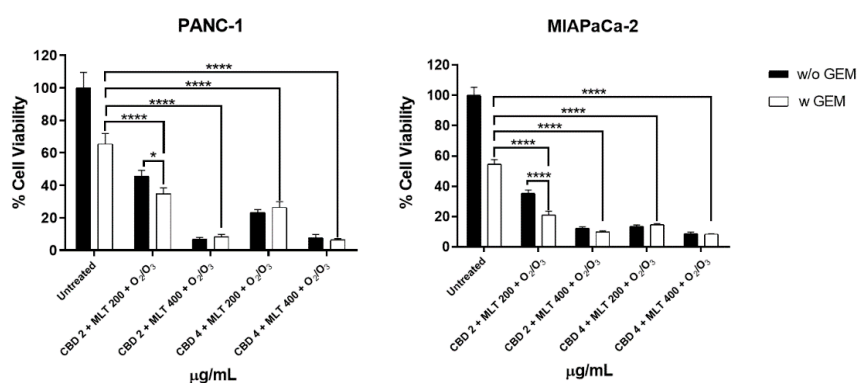 PANC-1
% Cell Viability
120
100
80
60
40
20
0
****
****
****
****
*
Untreated
CBD 2 + MLT 200 + O₂/O₃
CBD 2 + MLT 400 + O₂/O₃
CBD 4 + MLT 200 + O₂/O₃
CBD 4 + MLT 400 + O₂/O₃
µg/mL
MIAPaCa-2
% Cell Viability
120
100
80
60
40
20
0
****
****
****
****
****
Untreated
CBD 2 + MLT 200 + O₂/O₃
CBD 2 + MLT 400 + O₂/O₃
CBD 4 + MLT 200 + O₂/O₃
CBD 4 + MLT 400 + O₂/O₃
µg/mL
w/o GEM
w GEM